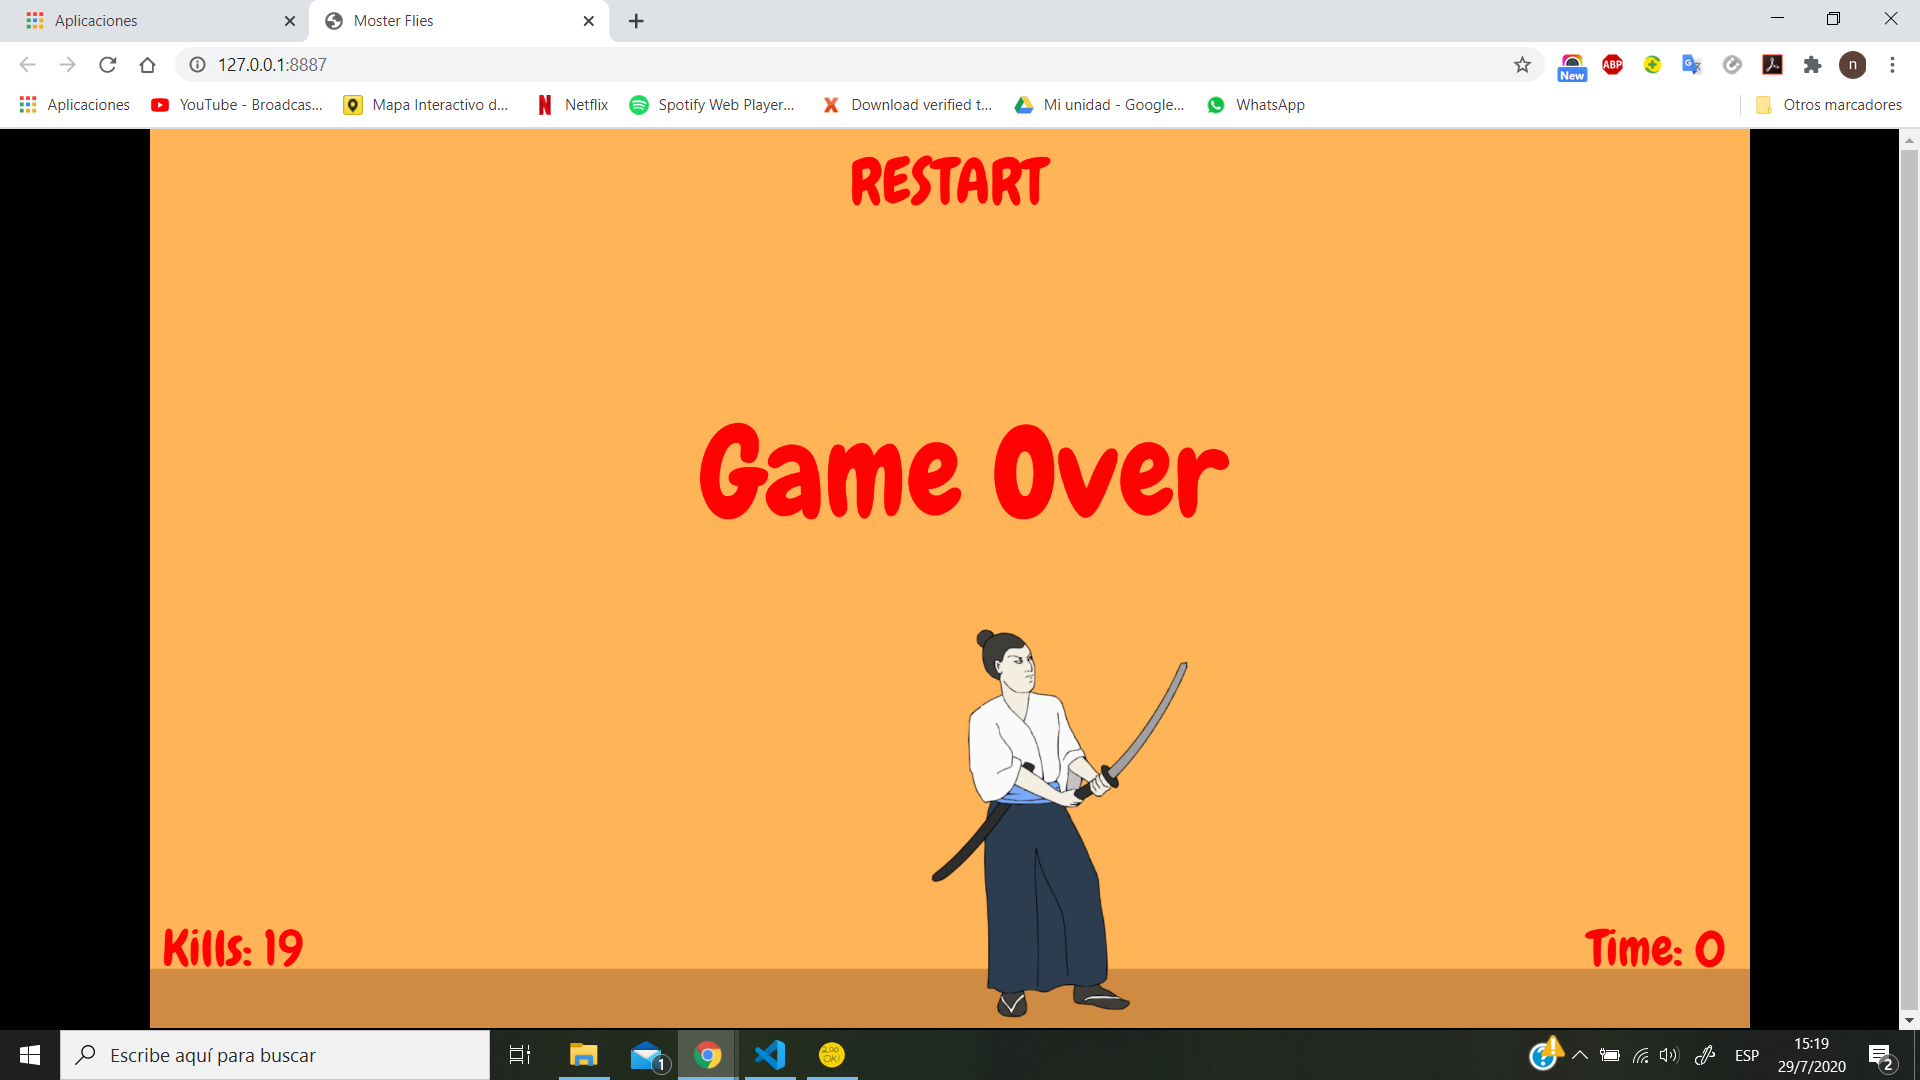 Aplicaciones
Moster Flies
127.0.0.1:8887
New
ABP
n
Aplicaciones
YouTube - Broadcas...
Mapa Interactivo d...
Netflix
Spotify Web Player...
Download verified t...
Mi unidad - Google...
WhatsApp
Otros marcadores
RESTART
Game Over
Kills: 19
Time: 0
Escribe aquí para buscar
1
200 OK!
ESP
15:19
29/7/2020
2